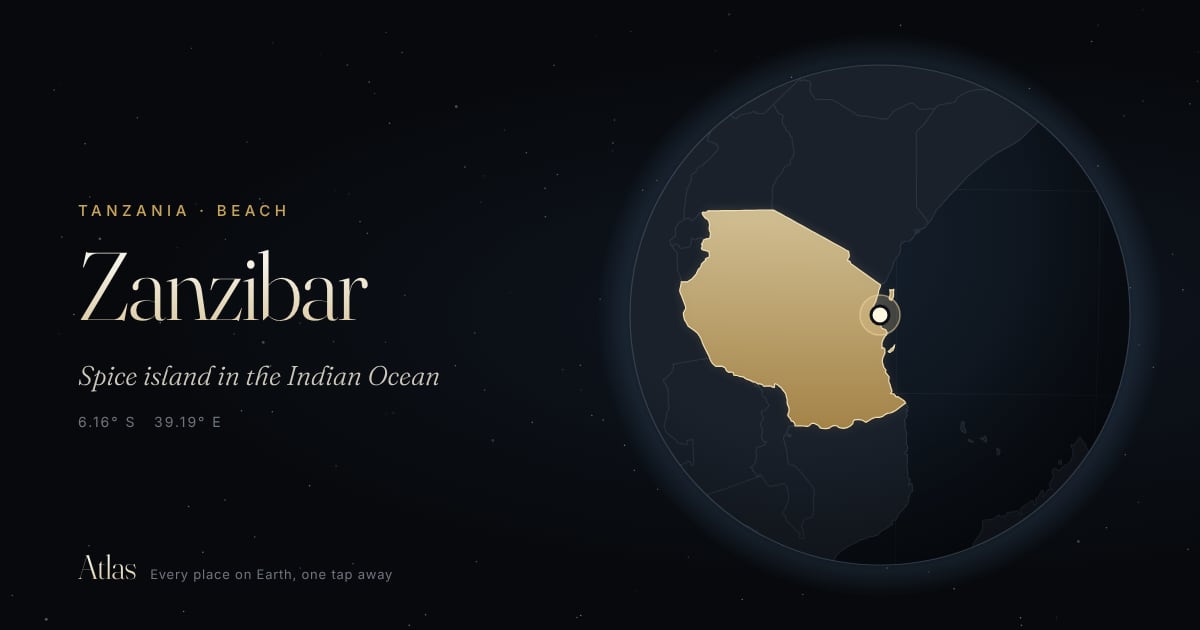 TANZANIA · BEACH
Zanzibar
Spice island in the Indian Ocean
6.16° S 39.19° E
Atlas Every place on Earth, one tap away